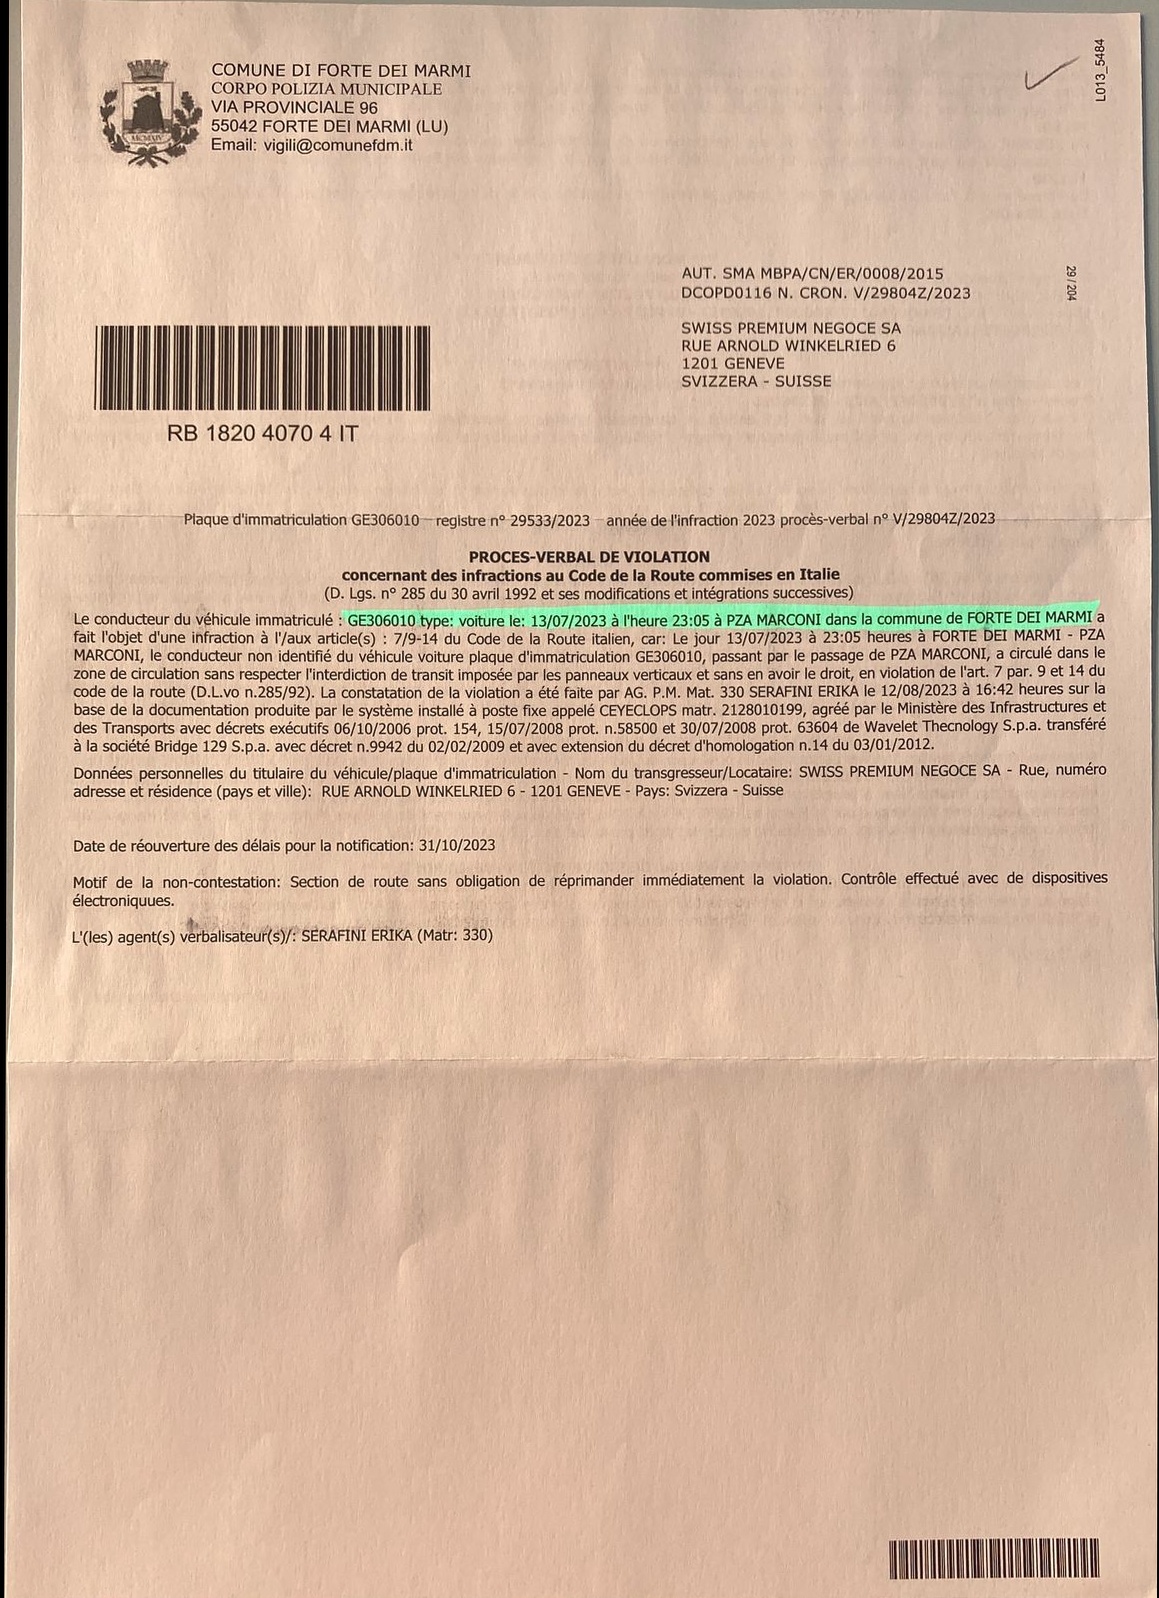 COMUNE DI FORTE DEI MARMI
CORPO POLIZIA MUNICIPALE
VIA PROVINCIALE 96
55042 FORTE DEI MARMI (LU)
Email: vigili@comunefdm.it
MCMXIV
L013_5484
29 / 204
AUT. SMA MBPA/CN/ER/0008/2015
DCOPD0116 N. CRON. V/29804Z/2023
SWISS PREMIUM NEGOCE SA
RUE ARNOLD WINKELRIED 6
1201 GENEVE
SVIZZERA - SUISSE
RB 1820 4070 4 IT
Plaque d'immatriculation GE306010 registre n° 29533/2023 année de l'infraction 2023 procès-verbal n° V/29804Z/2023
PROCES-VERBAL DE VIOLATION
concernant des infractions au Code de la Route commises en Italie
(D. Lgs. n° 285 du 30 avril 1992 et ses modifications et intégrations successives)
Le conducteur du véhicule immatriculé : GE306010 type: voiture le: 13/07/2023 à l'heure 23:05 à PZA MARCONI dans la commune de FORTE DEI MARMI a
fait l'objet d'une infraction à l'/aux article(s) : 7/9-14 du Code de la Route italien, car: Le jour 13/07/2023 à 23:05 heures à FORTE DEI MARMI - PZA
MARCONI, le conducteur non identifié du véhicule voiture plaque d'immatriculation GE306010, passant par le passage de PZA MARCONI, a circulé dans le
zone de circulation sans respecter l'interdiction de transit imposée par les panneaux verticaux et sans en avoir le droit, en violation de l'art. 7 par. 9 et 14 du
code de la route (D.L.vo n.285/92). La constatation de la violation a été faite par AG. P.M. Mat. 330 SERAFINI ERIKA le 12/08/2023 à 16:42 heures sur la
base de la documentation produite par le système installé à poste fixe appelé CEYECLOPS matr. 2128010199, agréé par le Ministère des Infrastructures et
des Transports avec décrets exécutifs 06/10/2006 prot. 154, 15/07/2008 prot. n.58500 et 30/07/2008 prot. 63604 de Wavelet Thecnology S.p.a. transféré
à la société Bridge 129 S.p.a. avec décret n.9942 du 02/02/2009 et avec extension du décret d'homologation n.14 du 03/01/2012.
Données personnelles du titulaire du véhicule/plaque d'immatriculation - Nom du transgresseur/Locataire: SWISS PREMIUM NEGOCE SA - Rue, numéro
adresse et résidence (pays et ville): RUE ARNOLD WINKELRIED 6 - 1201 GENEVE - Pays: Svizzera - Suisse
Date de réouverture des délais pour la notification: 31/10/2023
Motif de la non-contestation: Section de route sans obligation de réprimander immédiatement la violation. Contrôle effectué avec de dispositives
électroniquues.
L'(les) agent(s) verbalisateur(s)/: SERAFINI ERIKA (Matr: 330)